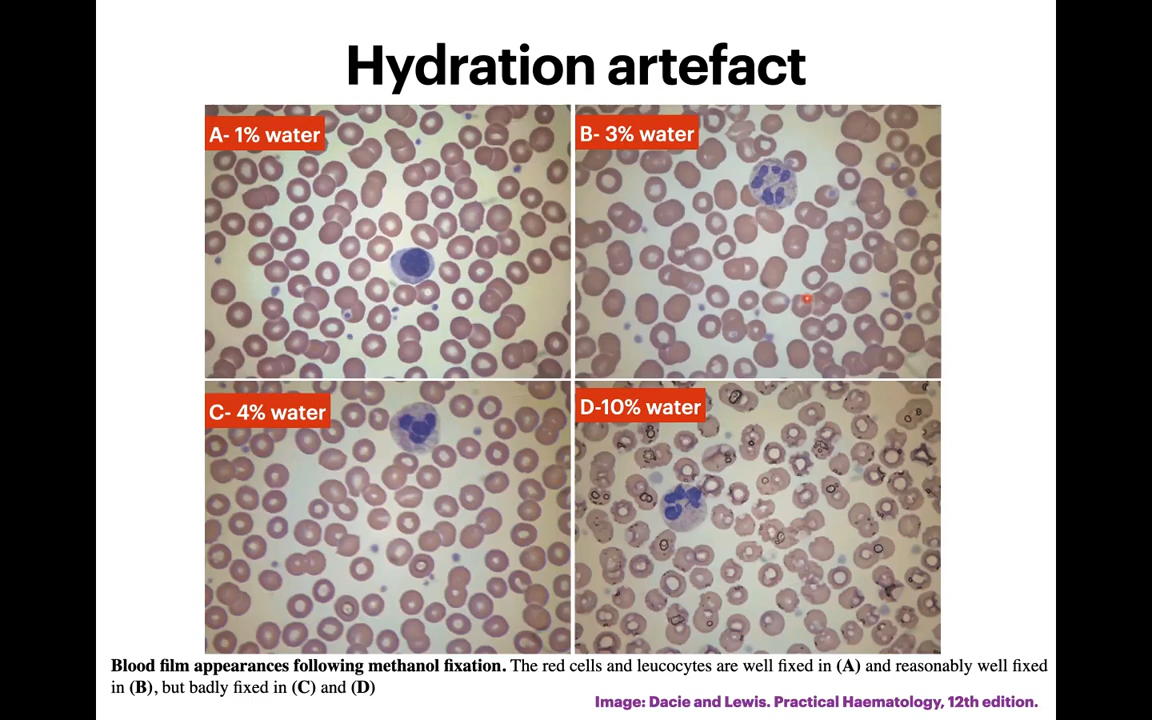 Hydration artefact
A- 1% water
B- 3% water
C- 4% water
D-10% water
Blood film appearances following methanol fixation. The red cells and leucocytes are well fixed in (A) and reasonably well fixed
in (B), but badly fixed in (C) and (D)
Image: Dacie and Lewis. Practical Haematology, 12th edition.